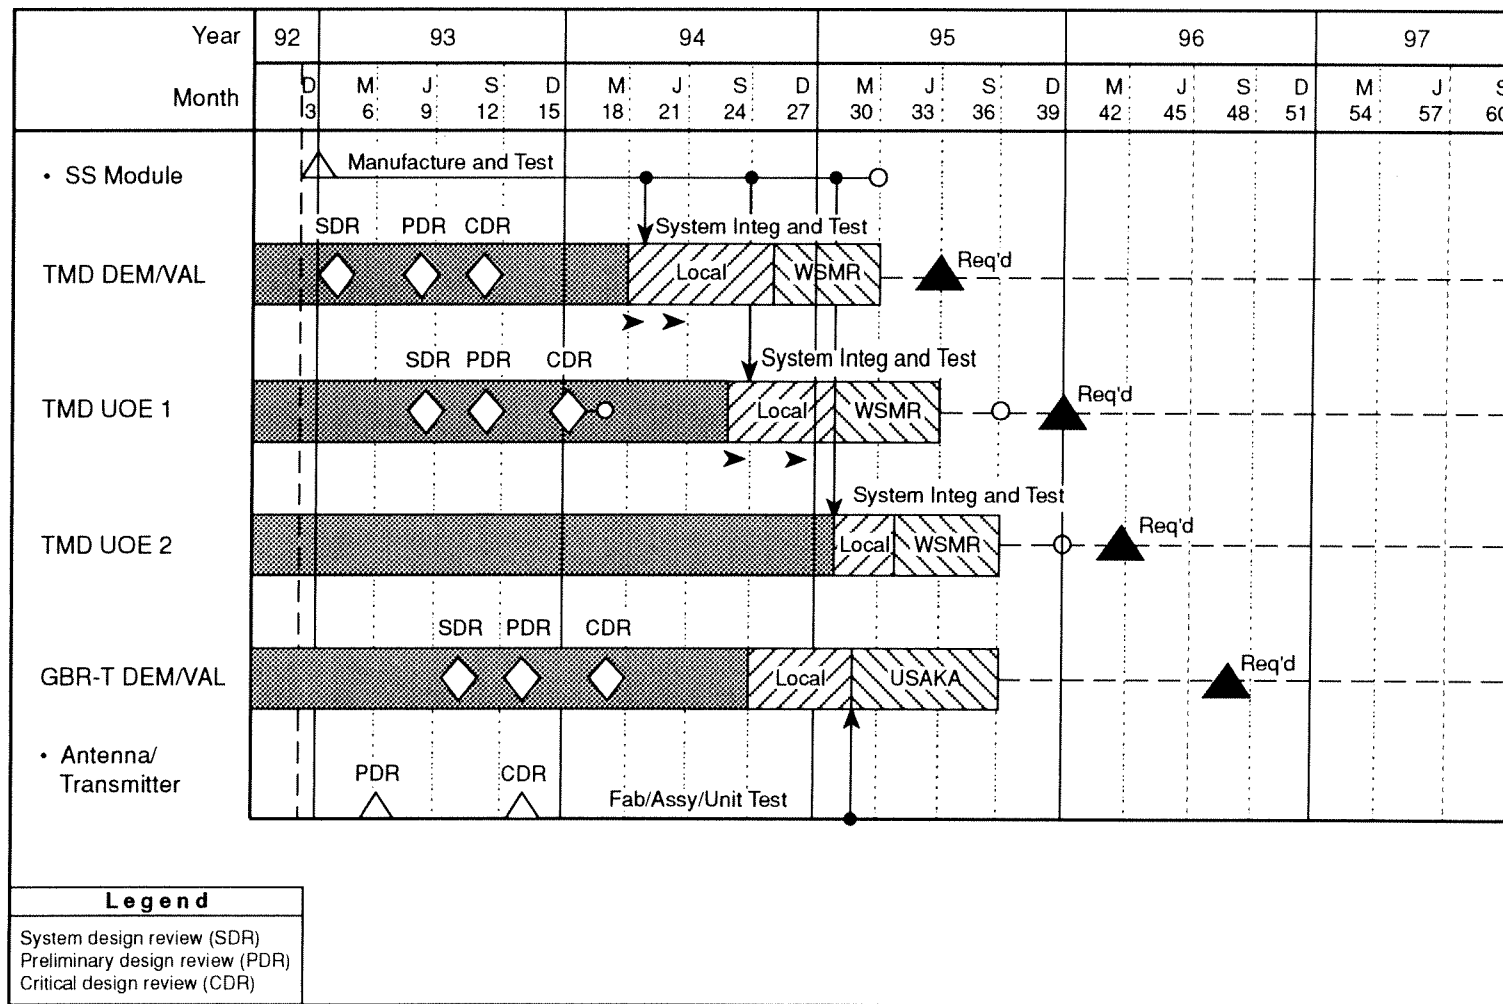 Year 92 93 94 95 96 97
Month D M J S D M J S D M J S D M J S D M J S
3 6 9 12 15 18 21 24 27 30 33 36 39 42 45 48 51 54 57 60
• SS Module Manufacture and Test
SDR PDR CDR System Integ and Test
TMD DEM/VAL Local WSMR Req'd
SDR PDR CDR System Integ and Test
TMD UOE 1 Local WSMR Req'd
System Integ and Test
TMD UOE 2 Local WSMR Req'd
SDR PDR CDR
GBR-T DEM/VAL Local USAKA Req'd
• Antenna/
Transmitter
PDR CDR Fab/Assy/Unit Test
Legend
System design review (SDR)
Preliminary design review (PDR)
Critical design review (CDR)